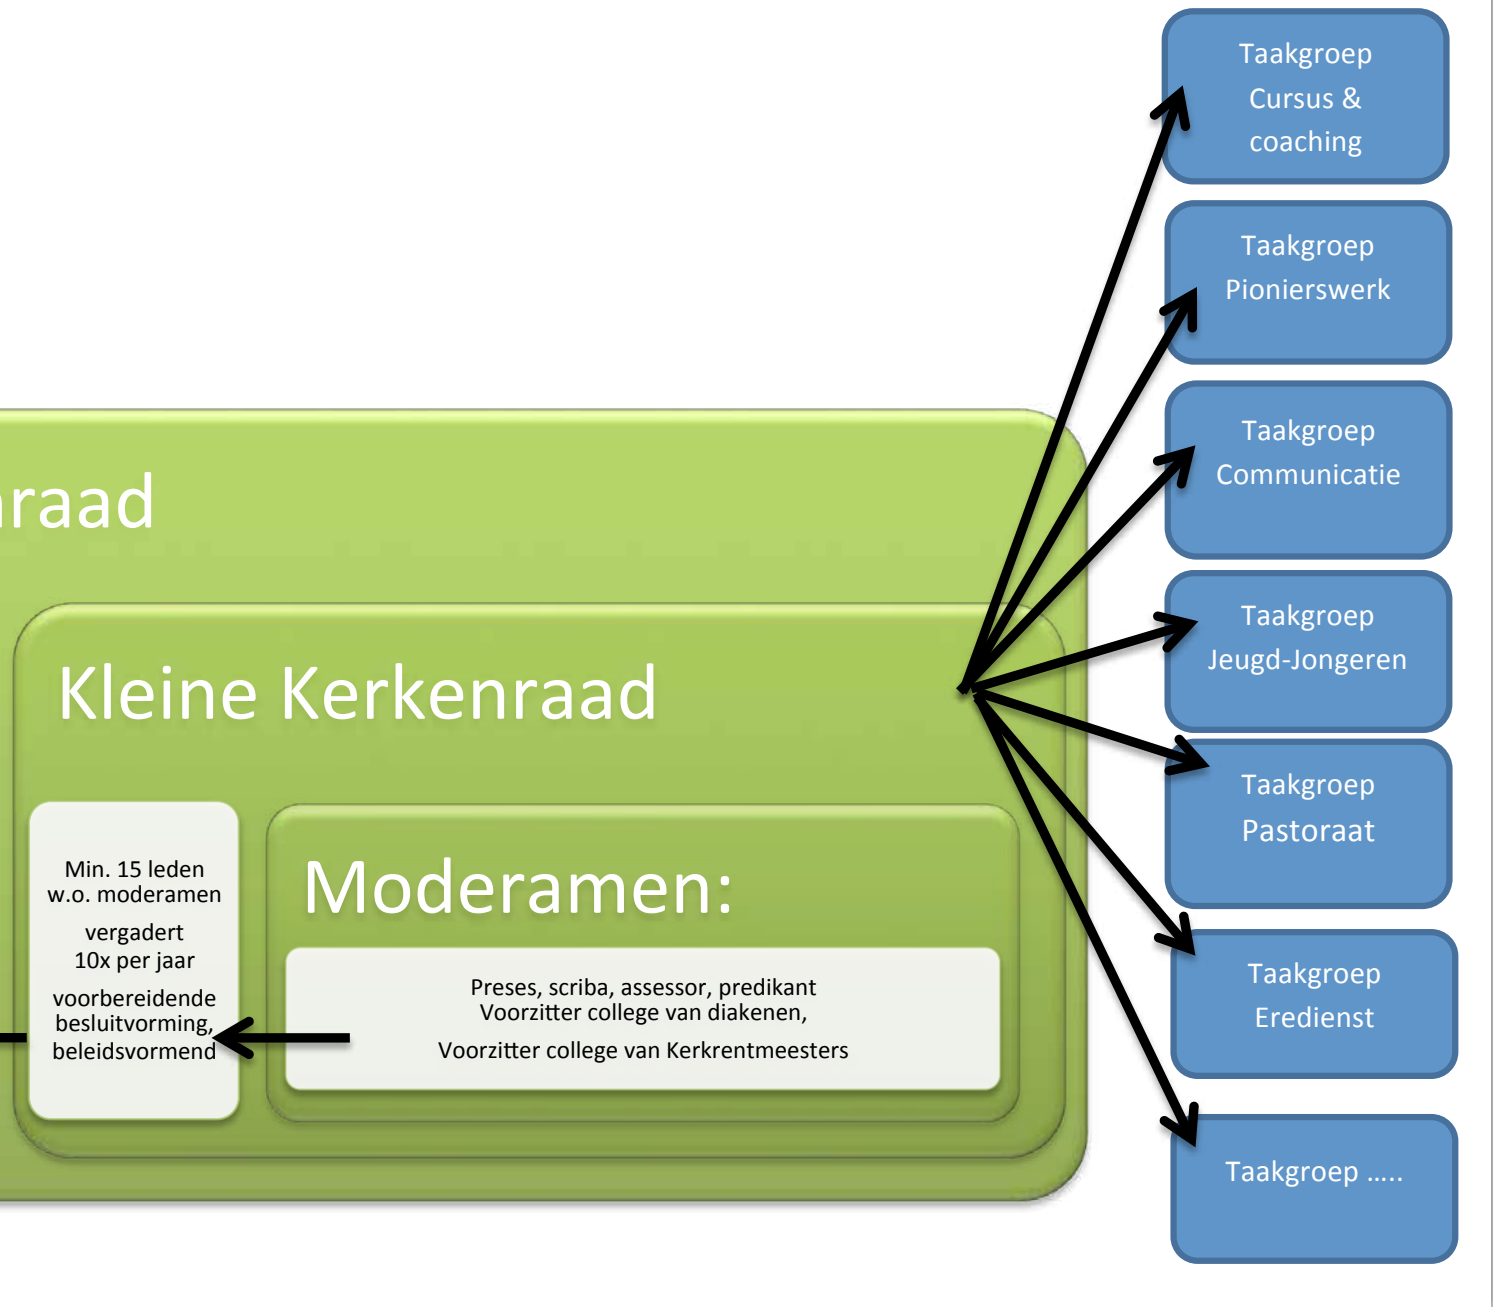 Taakgroep
Cursus &
coaching
Taakgroep
Pionierswerk
Taakgroep
Communicatie
Taakgroep
Jeugd-Jongeren
Taakgroep
Pastoraat
Taakgroep
Eredienst
Taakgroep .....
raad
Kleine Kerkenraad
Min. 15 leden
w.o. moderamen
vergadert
10x per jaar
voorbereidende
besluitvorming,
beleidsvormend
Moderamen:
Preses, scriba, assessor, predikant
Voorzitter college van diakenen,
Voorzitter college van Kerkrentmeesters